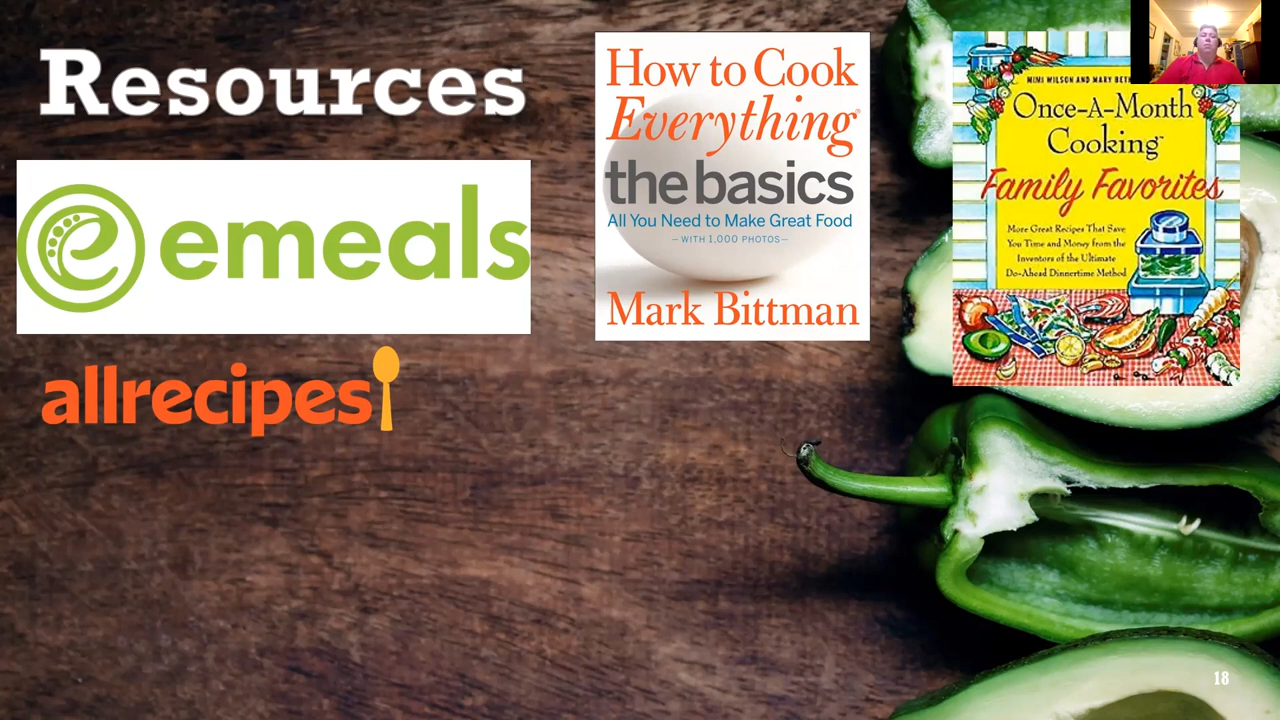 Resources
emeals
allrecipes
How to Cook
Everything
the basics
All You Need to Make Great Food
— WITH 1,000 PHOTOS —
Mark Bittman
MIMI WILSON AND MARY
Once-A-Month
Cooking™
Family Favorites
More Great Recipes That Save
You Time and Money from the
Inventors of the Ultimate
Do-Ahead Dinnertime Method
18